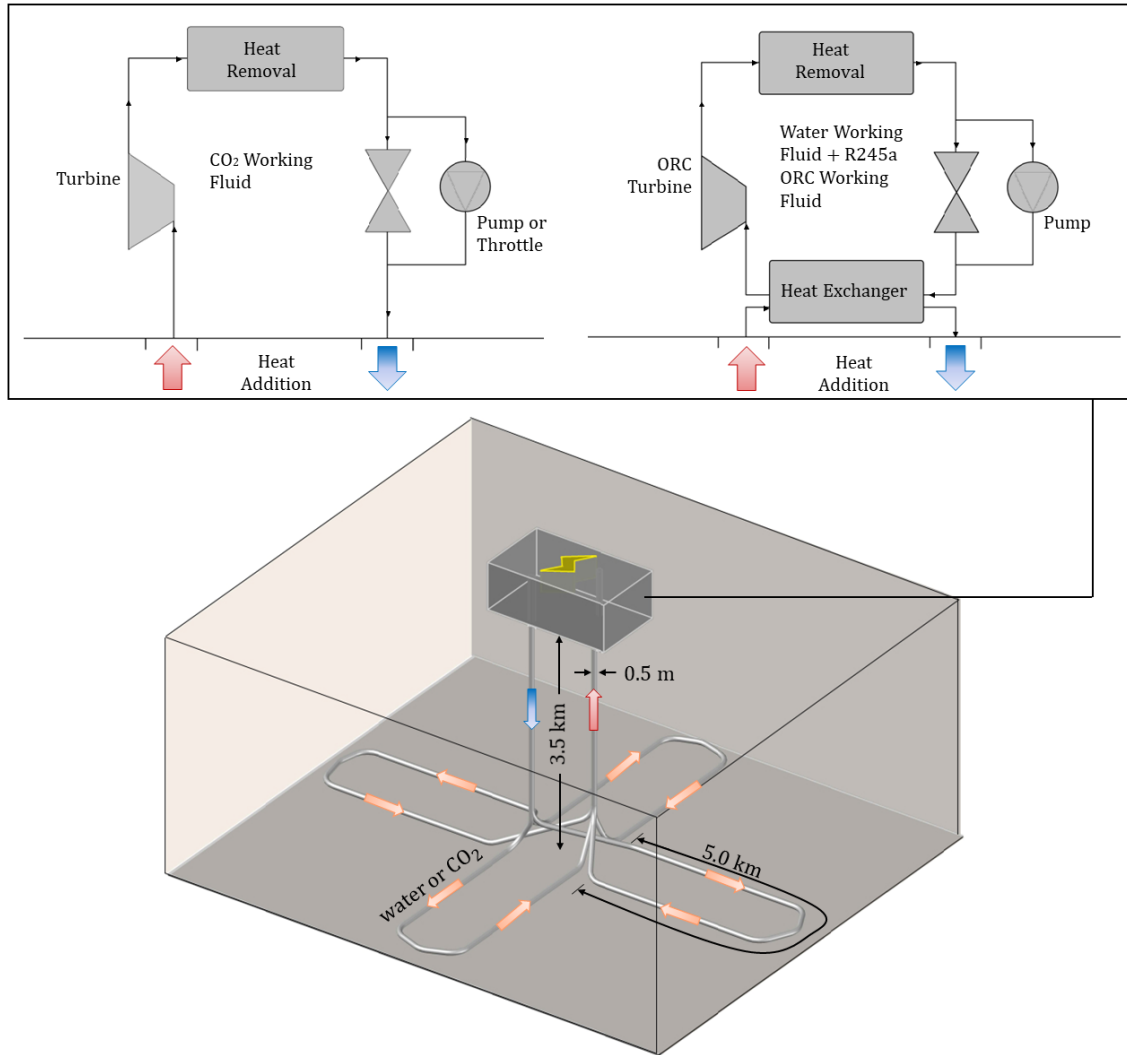 Heat
Removal
Turbine
CO₂ Working
Fluid
Pump or
Throttle
Heat
Addition
Heat
Removal
ORC
Turbine
Water Working
Fluid + R245a
ORC Working
Fluid
Pump
Heat Exchanger
Heat
Addition
0.5 m
3.5 km
5.0 km
water or CO₂